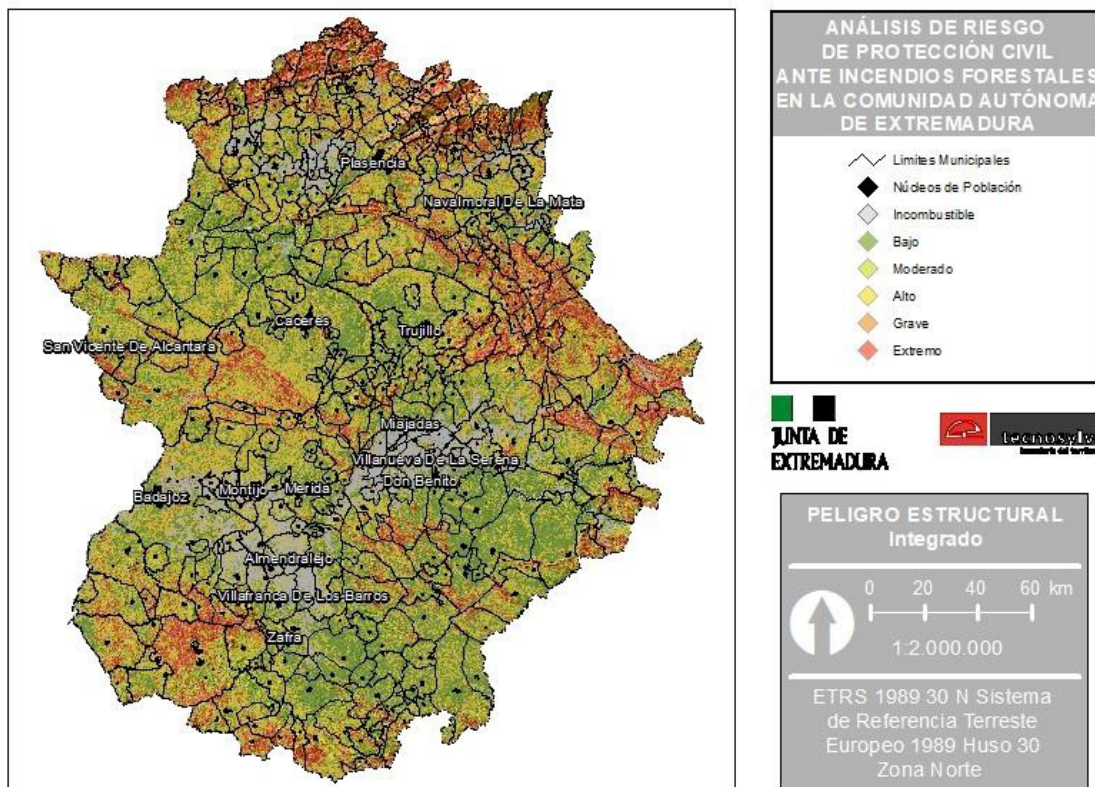 Plasencia
Navalmoral De La Mata
Caceres
Trujillo
San Vicente De Alcantara
Miajadas
Villanueva De La Serena
Don Benito
Badajoz
Montijo
Merida
Almendralejo
Villafranca De Los Barros
Zafra
ANÁLISIS DE RIESGO
DE PROTECCIÓN CIVIL
ANTE INCENDIOS FORESTALES
EN LA COMUNIDAD AUTÓNOMA
DE EXTREMADURA
Limites Municipales
Núcleos de Población
Incombustible
Bajo
Moderado
Alto
Grave
Extremo
JUNTA DE
EXTREMADURA
tecnosylv
PELIGRO ESTRUCTURAL
Integrado
0 20 40 60 km
1:2.000.000
ETRS 1989 30 N Sistema
de Referencia Terreste
Europeo 1989 Huso 30
Zona Norte